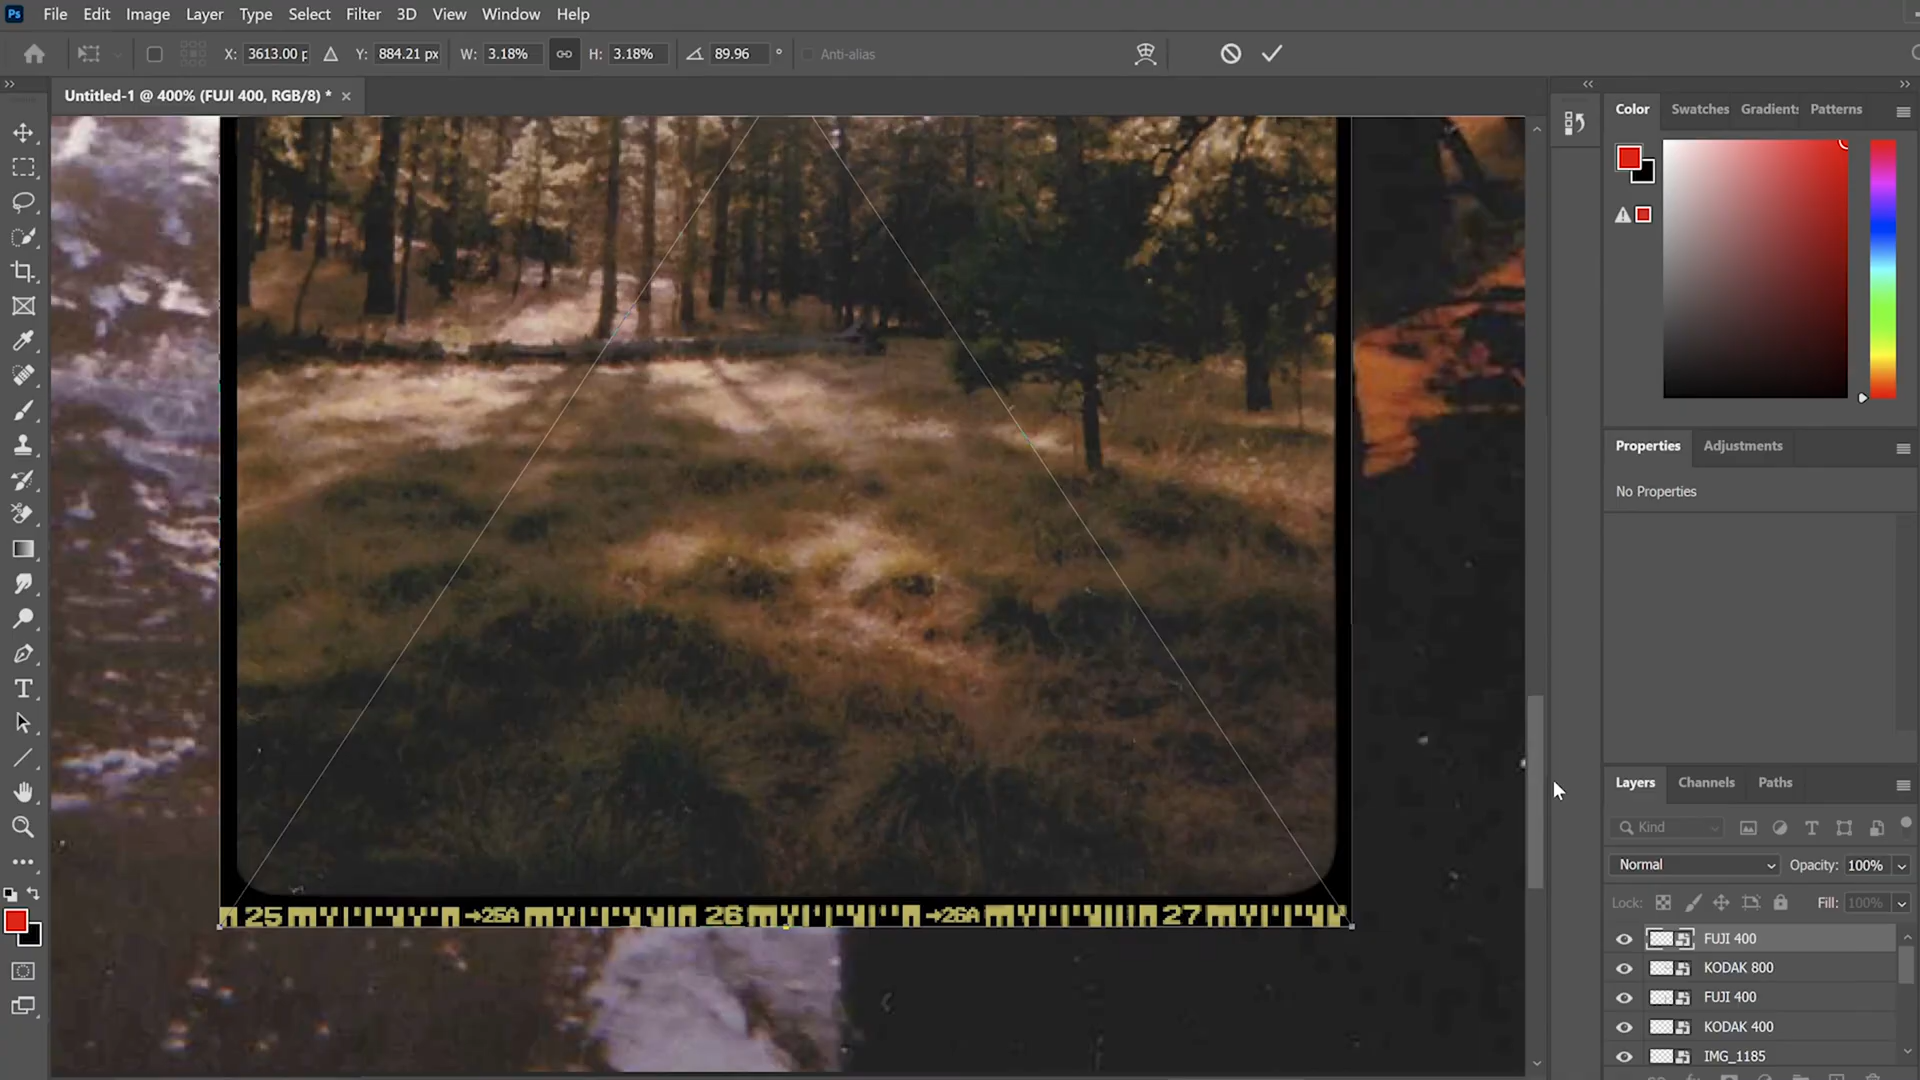 Ps File Edit Image Layer Type Select Filter 3D View Window Help
X: 3613.00 p Y: 884.21 px W: 3.18% H: 3.18% 89.96 ° Anti-alias
Untitled-1 @ 400% (FUJI 400, RGB/8) * ×
Color Swatches Gradients Patterns
Properties Adjustments
No Properties
Layers Channels Paths
Kind
Normal Opacity: 100%
Lock: Fill: 100%
FUJI 400
KODAK 800
FUJI 400
KODAK 400
IMG_1185
25 →25A 26 →26A 27